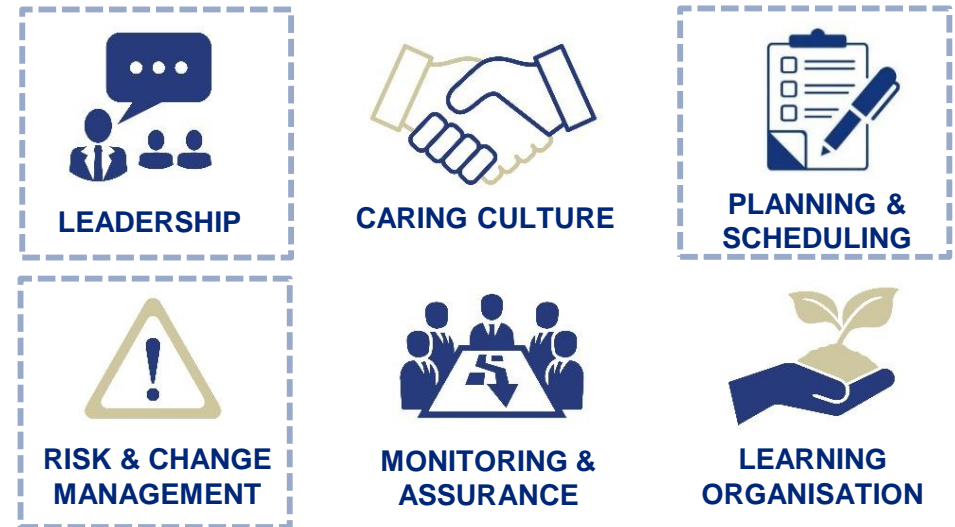 LEADERSHIP
CARING CULTURE
PLANNING &
SCHEDULING
RISK & CHANGE
MANAGEMENT
MONITORING &
ASSURANCE
LEARNING
ORGANISATION